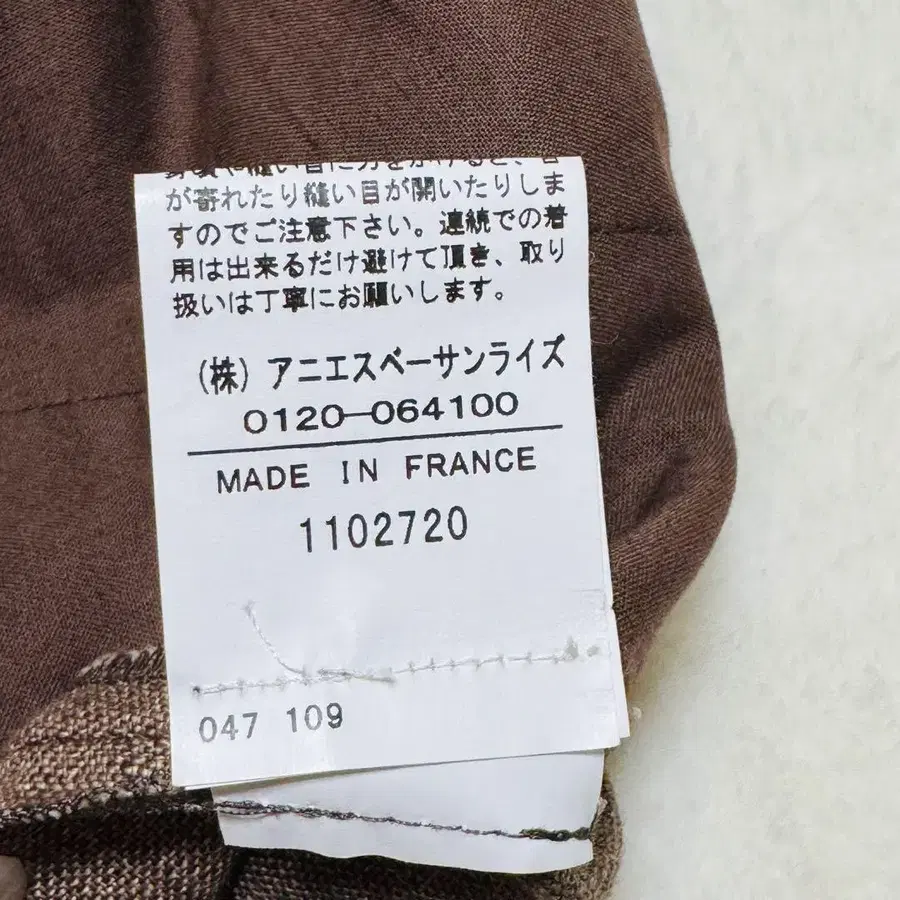 が寄れたり縫い目が開いたりしま
すのでご注意下さい。連続での着
用は出来るだけ避けて頂き、取り
扱いは丁寧にお願いします。
（株）アニエスベーサンライズ
0120-064100
MADE IN FRANCE
1102720
047 109